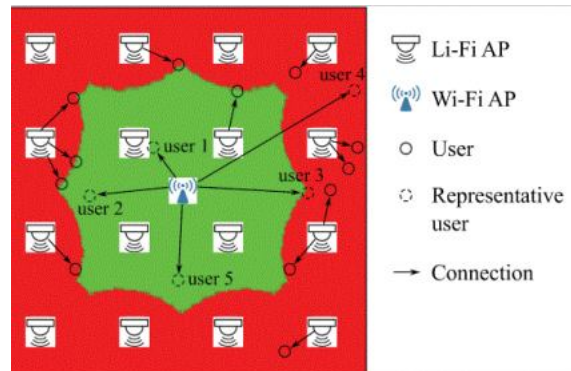 user 4
user 1
user 3
user 2
user 5
Li-Fi AP
Wi-Fi AP
User
Representative
user
Connection